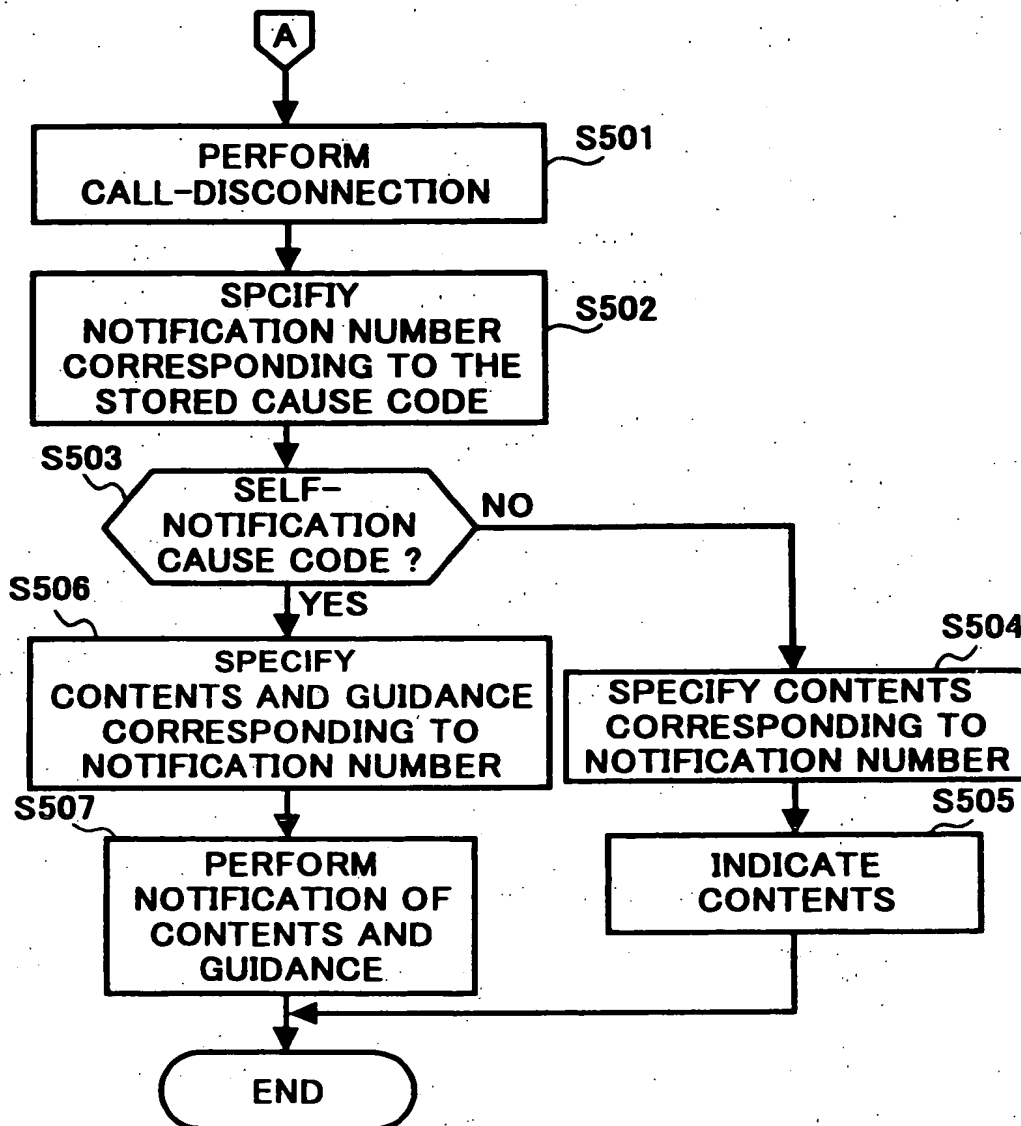 A
S501
PERFORM
CALL-DISCONNECTION
S502
SPCIFIY
NOTIFICATION NUMBER
CORRESPONDING TO THE
STORED CAUSE CODE
S503
SELF-
NOTIFICATION
CAUSE CODE ?
NO
YES
S506
SPECIFY
CONTENTS AND GUIDANCE
CORRESPONDING TO
NOTIFICATION NUMBER
S504
SPECIFY CONTENTS
CORRESPONDING TO
NOTIFICATION NUMBER
S507
PERFORM
NOTIFICATION OF
CONTENTS AND
GUIDANCE
S505
INDICATE
CONTENTS
END